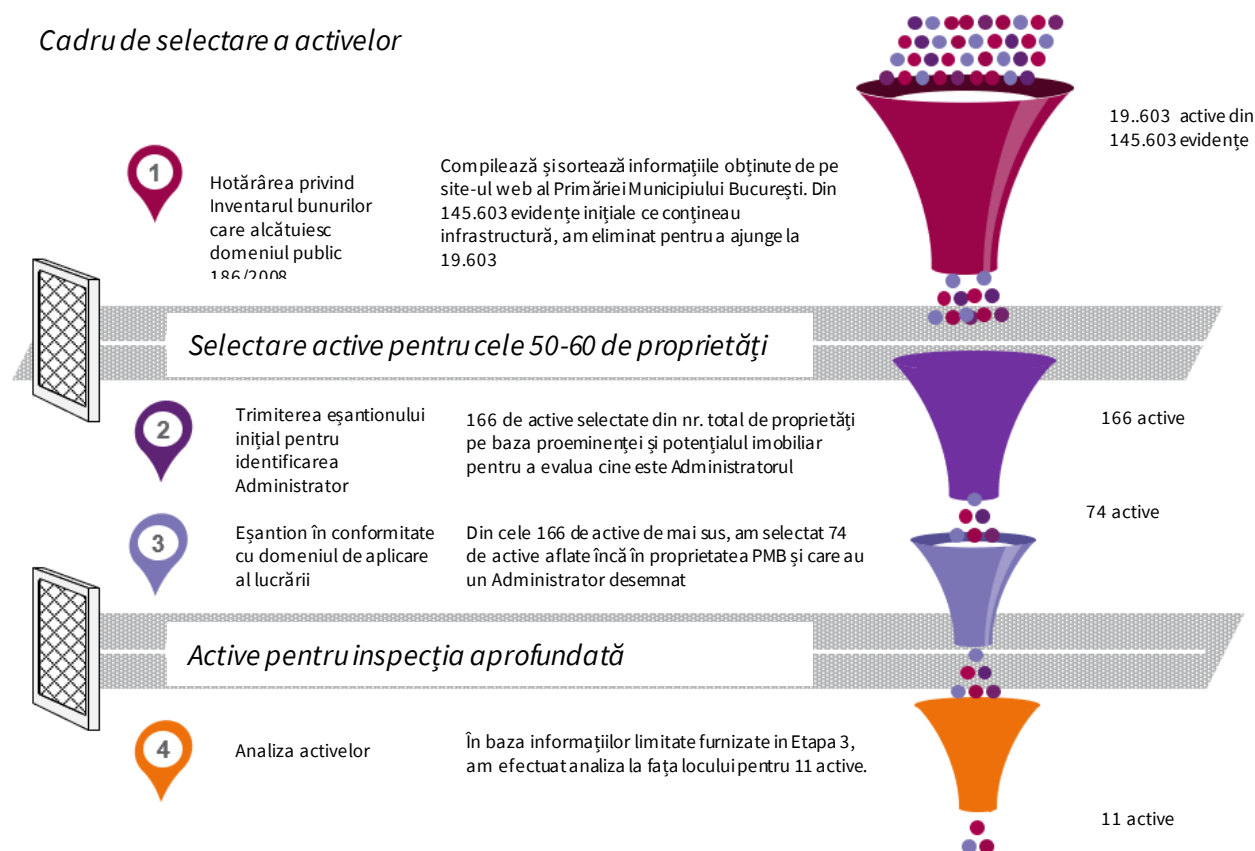 Cadru de selectare a activelor
19..603 active din
145.603 evidențe
1
Hotărârea privind
Inventarul bunurilor
care alcătuiesc
domeniul public
186/2008
Compilează și sortează informațiile obținute de pe
site-ul web al Primăriei Municipiului București. Din
145.603 evidențe inițiale ce conțineau
infrastructură, am eliminat pentru a ajunge la
19.603
Selectare active pentru cele 50-60 de proprietăți
2
Trimiterea eșantionului
inițial pentru
identificarea
Administrator
166 de active selectate din nr. total de proprietăți
pe baza proeminenței și potențialul imobiliar
pentru a evalua cine este Administratorul
166 active
74 active
3
Eșantion în conformitate
cu domeniul de aplicare
al lucrării
Din cele 166 de active de mai sus, am selectat 74
de active aflate încă în proprietatea PMB și care au
un Administrator desemnat
Active pentru inspecția aprofundată
4
Analiza activelor
În baza informațiilor limitate furnizate in Etapa 3,
am efectuat analiza la fața locului pentru 11 active.
11 active